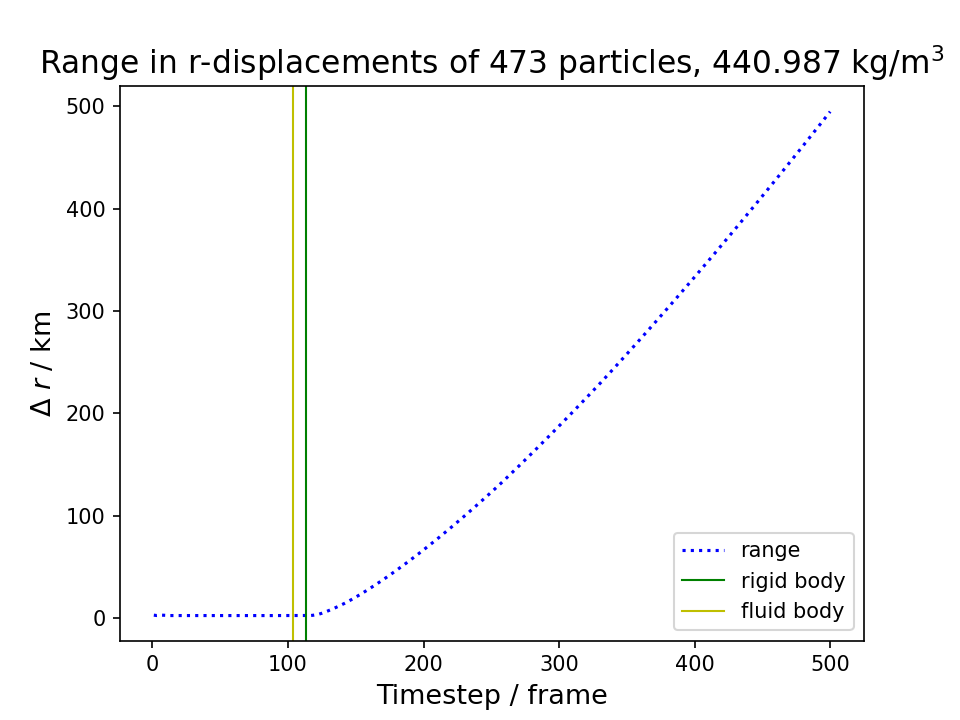 Range in r-displacements of 473 particles, 440.987 kg/m³
500
400
300
200
100
0
Δ r / km
0 100 200 300 400 500
Timestep / frame
range
rigid body
fluid body